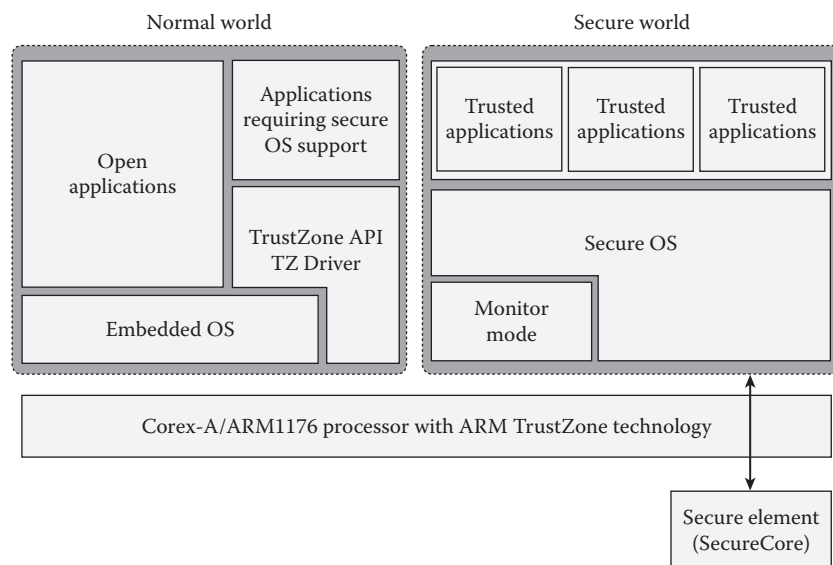 Normal world
Secure world
Open
applications
Applications
requiring secure
OS support
TrustZone API
TZ Driver
Embedded OS
Trusted
applications
Trusted
applications
Trusted
applications
Secure OS
Monitor
mode
Corex-A/ARM1176 processor with ARM TrustZone technology
Secure element
(SecureCore)